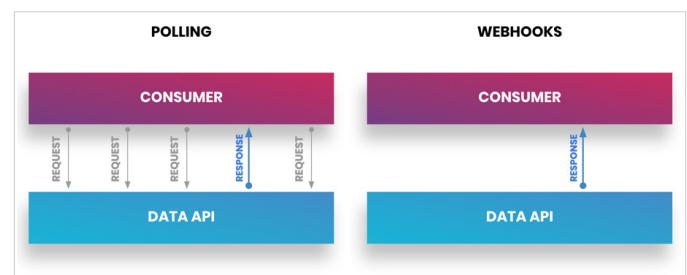 POLLING
CONSUMER
REQUEST
REQUEST
REQUEST
RESPONSE
REQUEST
DATA API
WEBHOOKS
CONSUMER
RESPONSE
DATA API